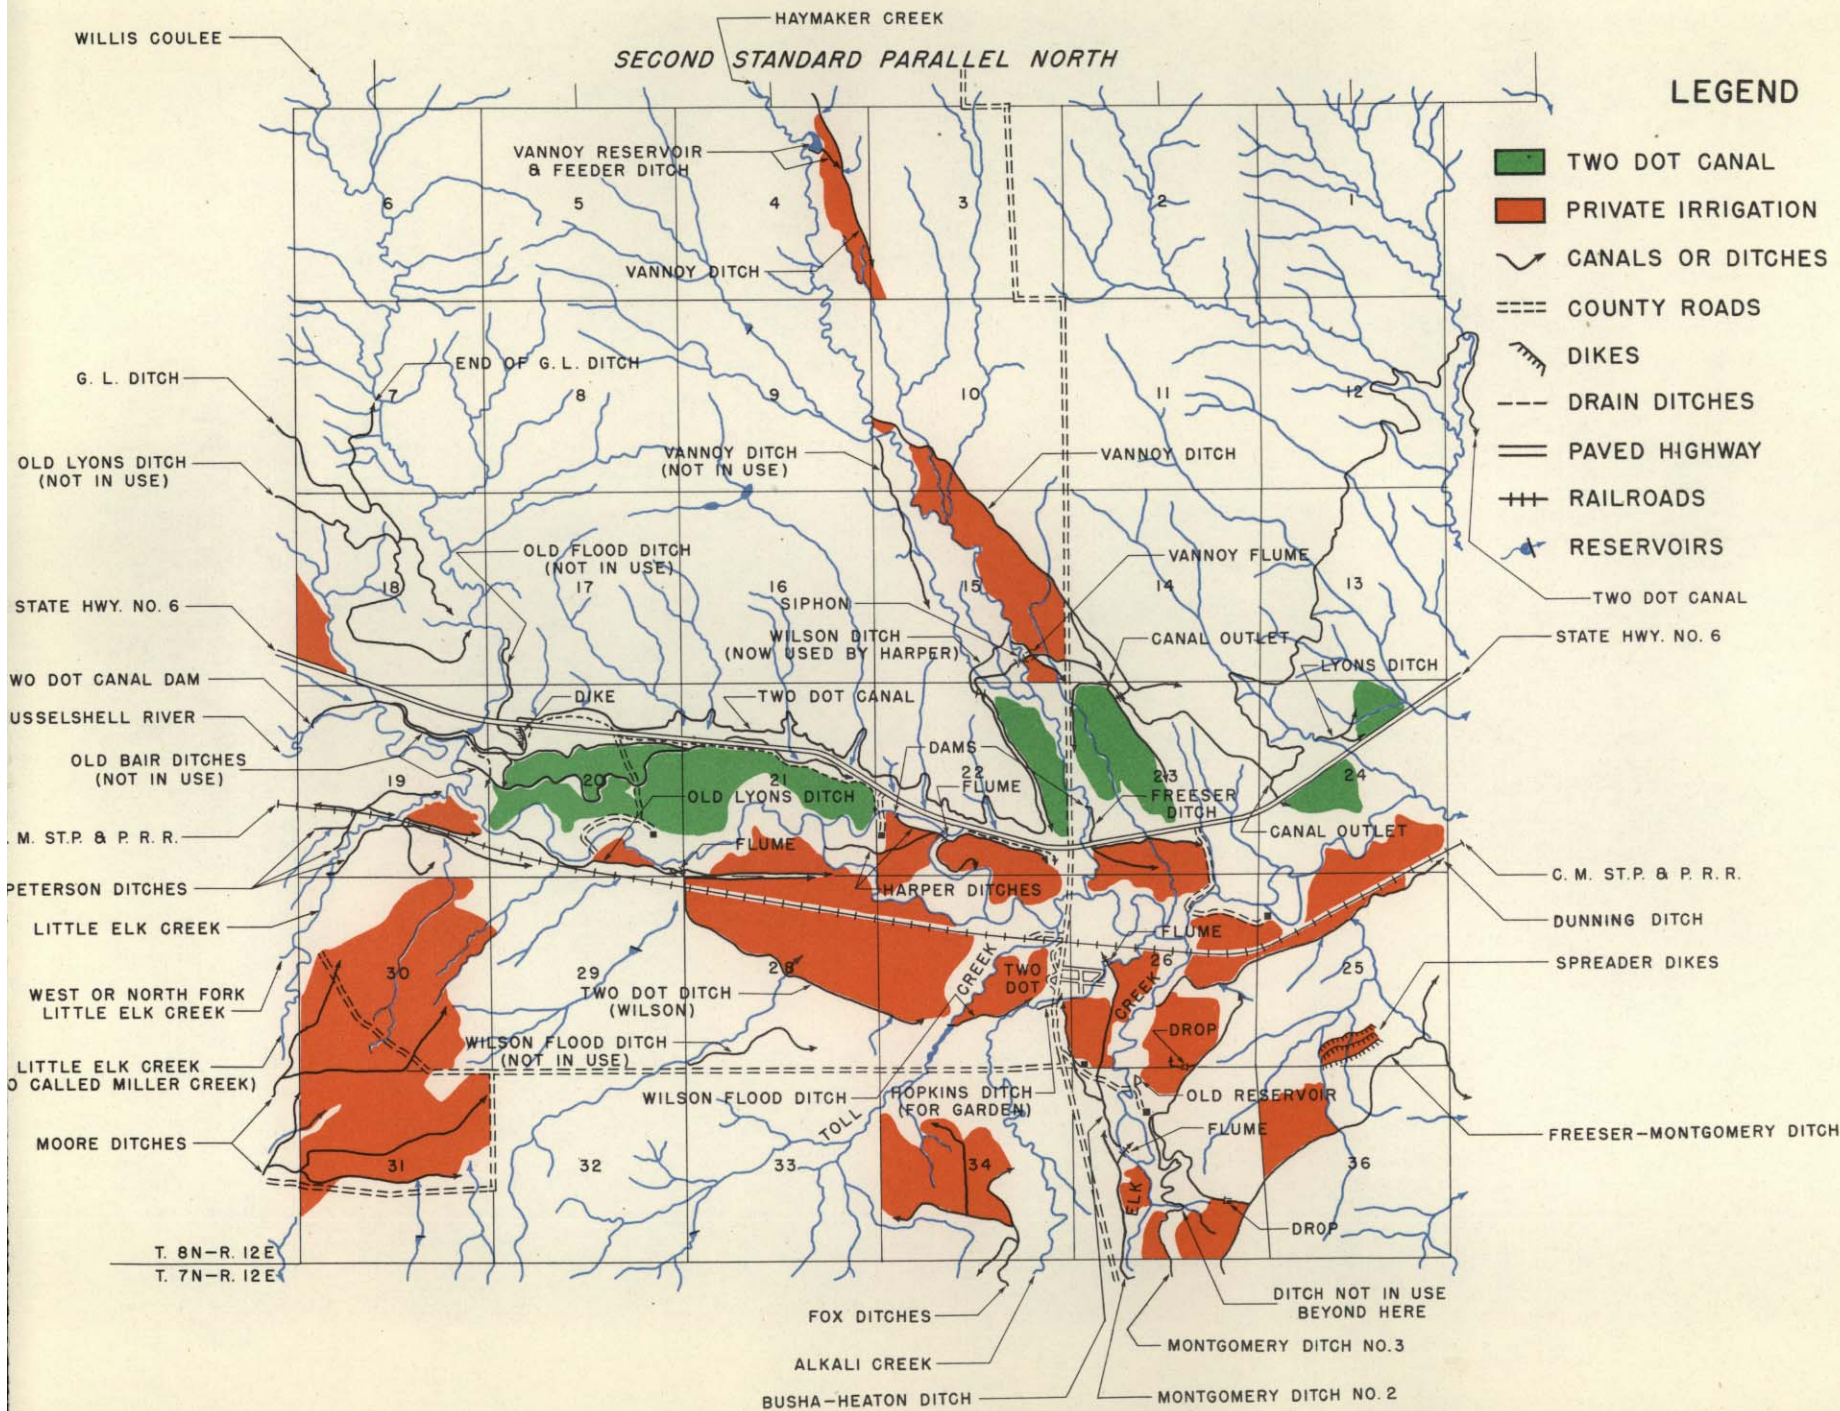 HAYMAKER CREEK
WILLIS COULEE
SECOND STANDARD PARALLEL NORTH
LEGEND
TWO DOT CANAL
PRIVATE IRRIGATION
CANALS OR DITCHES
COUNTY ROADS
DIKES
DRAIN DITCHES
PAVED HIGHWAY
RAILROADS
RESERVOIRS
TWO DOT CANAL
STATE HWY. NO. 6
VANNOY RESERVOIR
& FEEDER DITCH
6
5
4
3
2
1
VANNOY DITCH
G. L. DITCH
END OF G.L. DITCH
7
8
9
10
11
12
OLD LYONS DITCH
(NOT IN USE)
VANNOY DITCH
(NOT IN USE)
VANNOY DITCH
OLD FLOOD DITCH
(NOT IN USE)
VANNOY FLUME
18
17
16
15
14
13
STATE HWY. NO. 6
SIPHON
WILSON DITCH
(NOW USED BY HARPER)
CANAL OUTLET
LYONS DITCH
WO DOT CANAL DAM
DIKE
TWO DOT CANAL
USSELSHELL RIVER
OLD BAIR DITCHES
(NOT IN USE)
DAMS
19
20
21
22
23
24
FLUME
OLD LYONS DITCH
FREESER
DITCH
CANAL OUTLET
. M. ST.P. & P. R. R.
FLUME
C. M. ST.P. & P. R. R.
PETERSON DITCHES
HARPER DITCHES
DUNNING DITCH
LITTLE ELK CREEK
FLUME
SPREADER DIKES
30
29
28
CREEK
TWO
DOT
26
25
WEST OR NORTH FORK
LITTLE ELK CREEK
TWO DOT DITCH
(WILSON)
CREEK
DROP
WILSON FLOOD DITCH
(NOT IN USE)
LITTLE ELK CREEK
O CALLED MILLER CREEK)
WILSON FLOOD DITCH
HOPKINS DITCH
(FOR GARDEN)
OLD RESERVOIR
TOLL
FLUME
FREESER-MONTGOMERY DITCH
MOORE DITCHES
31
32
33
34
36
ELK
DROP
T. 8N-R. 12E
T. 7N-R. 12E
DITCH NOT IN USE
BEYOND HERE
FOX DITCHES
MONTGOMERY DITCH NO.3
ALKALI CREEK
BUSHA-HEATON DITCH
MONTGOMERY DITCH NO. 2